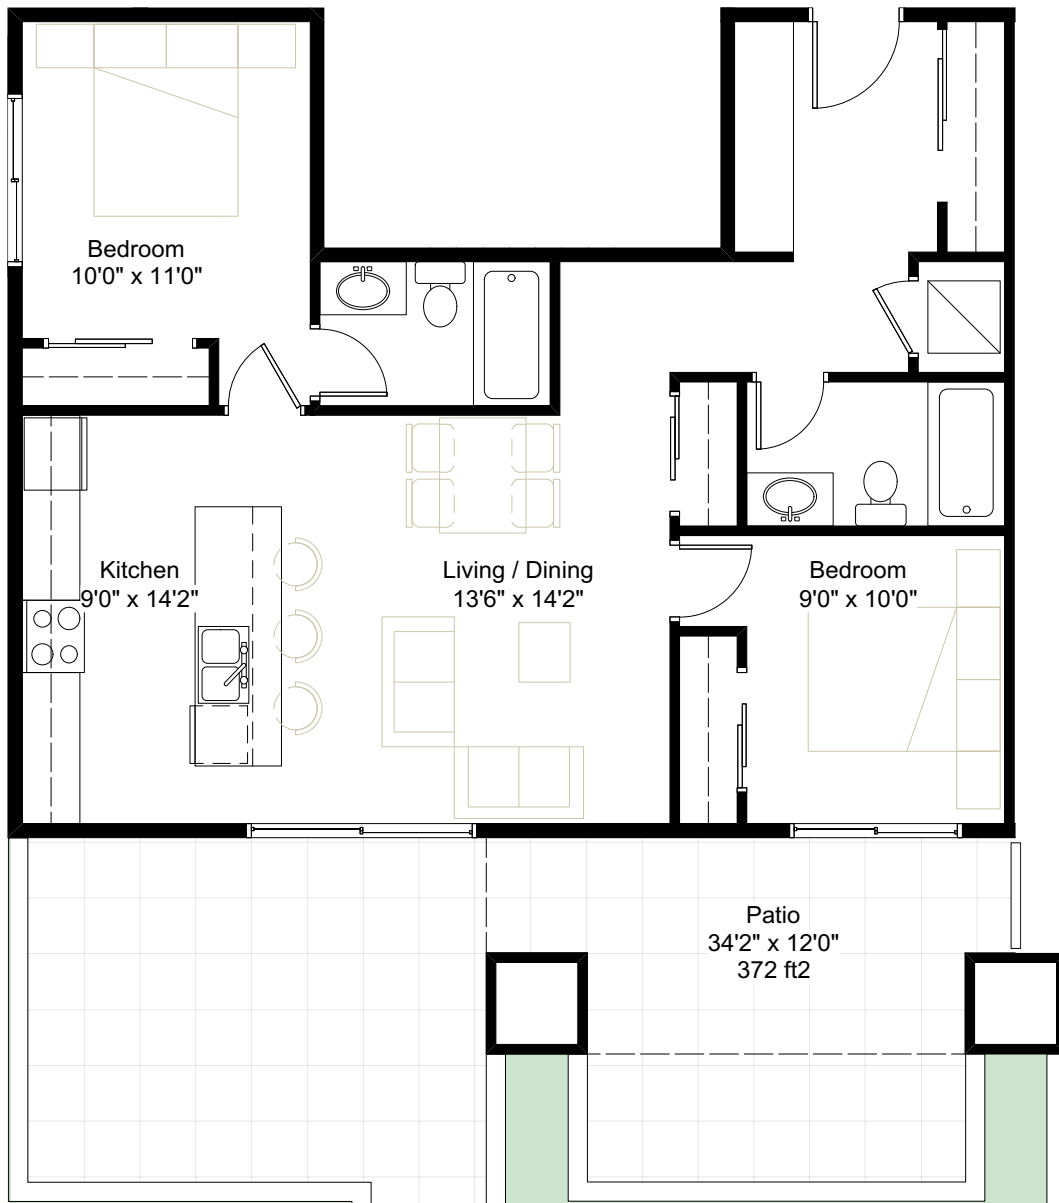 Bedroom
10'0" x 11'0"
Kitchen
9'0" x 14'2"
Living / Dining
13'6" x 14'2"
Bedroom
9'0" x 10'0"
Patio
34'2" x 12'0"
372 ft2